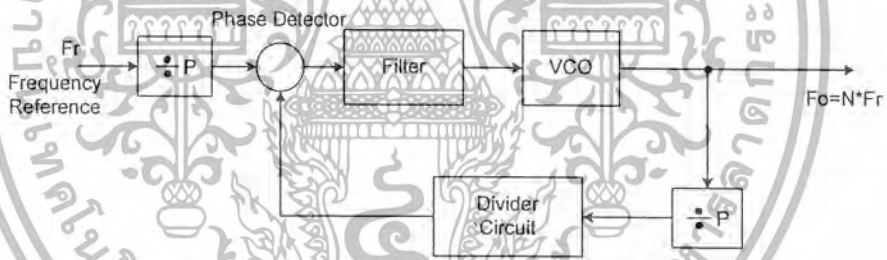 Phase Detector
Fr
Frequency
Reference
÷ P
Filter
VCO
Fo=N*Fr
Divider
Circuit
÷ P